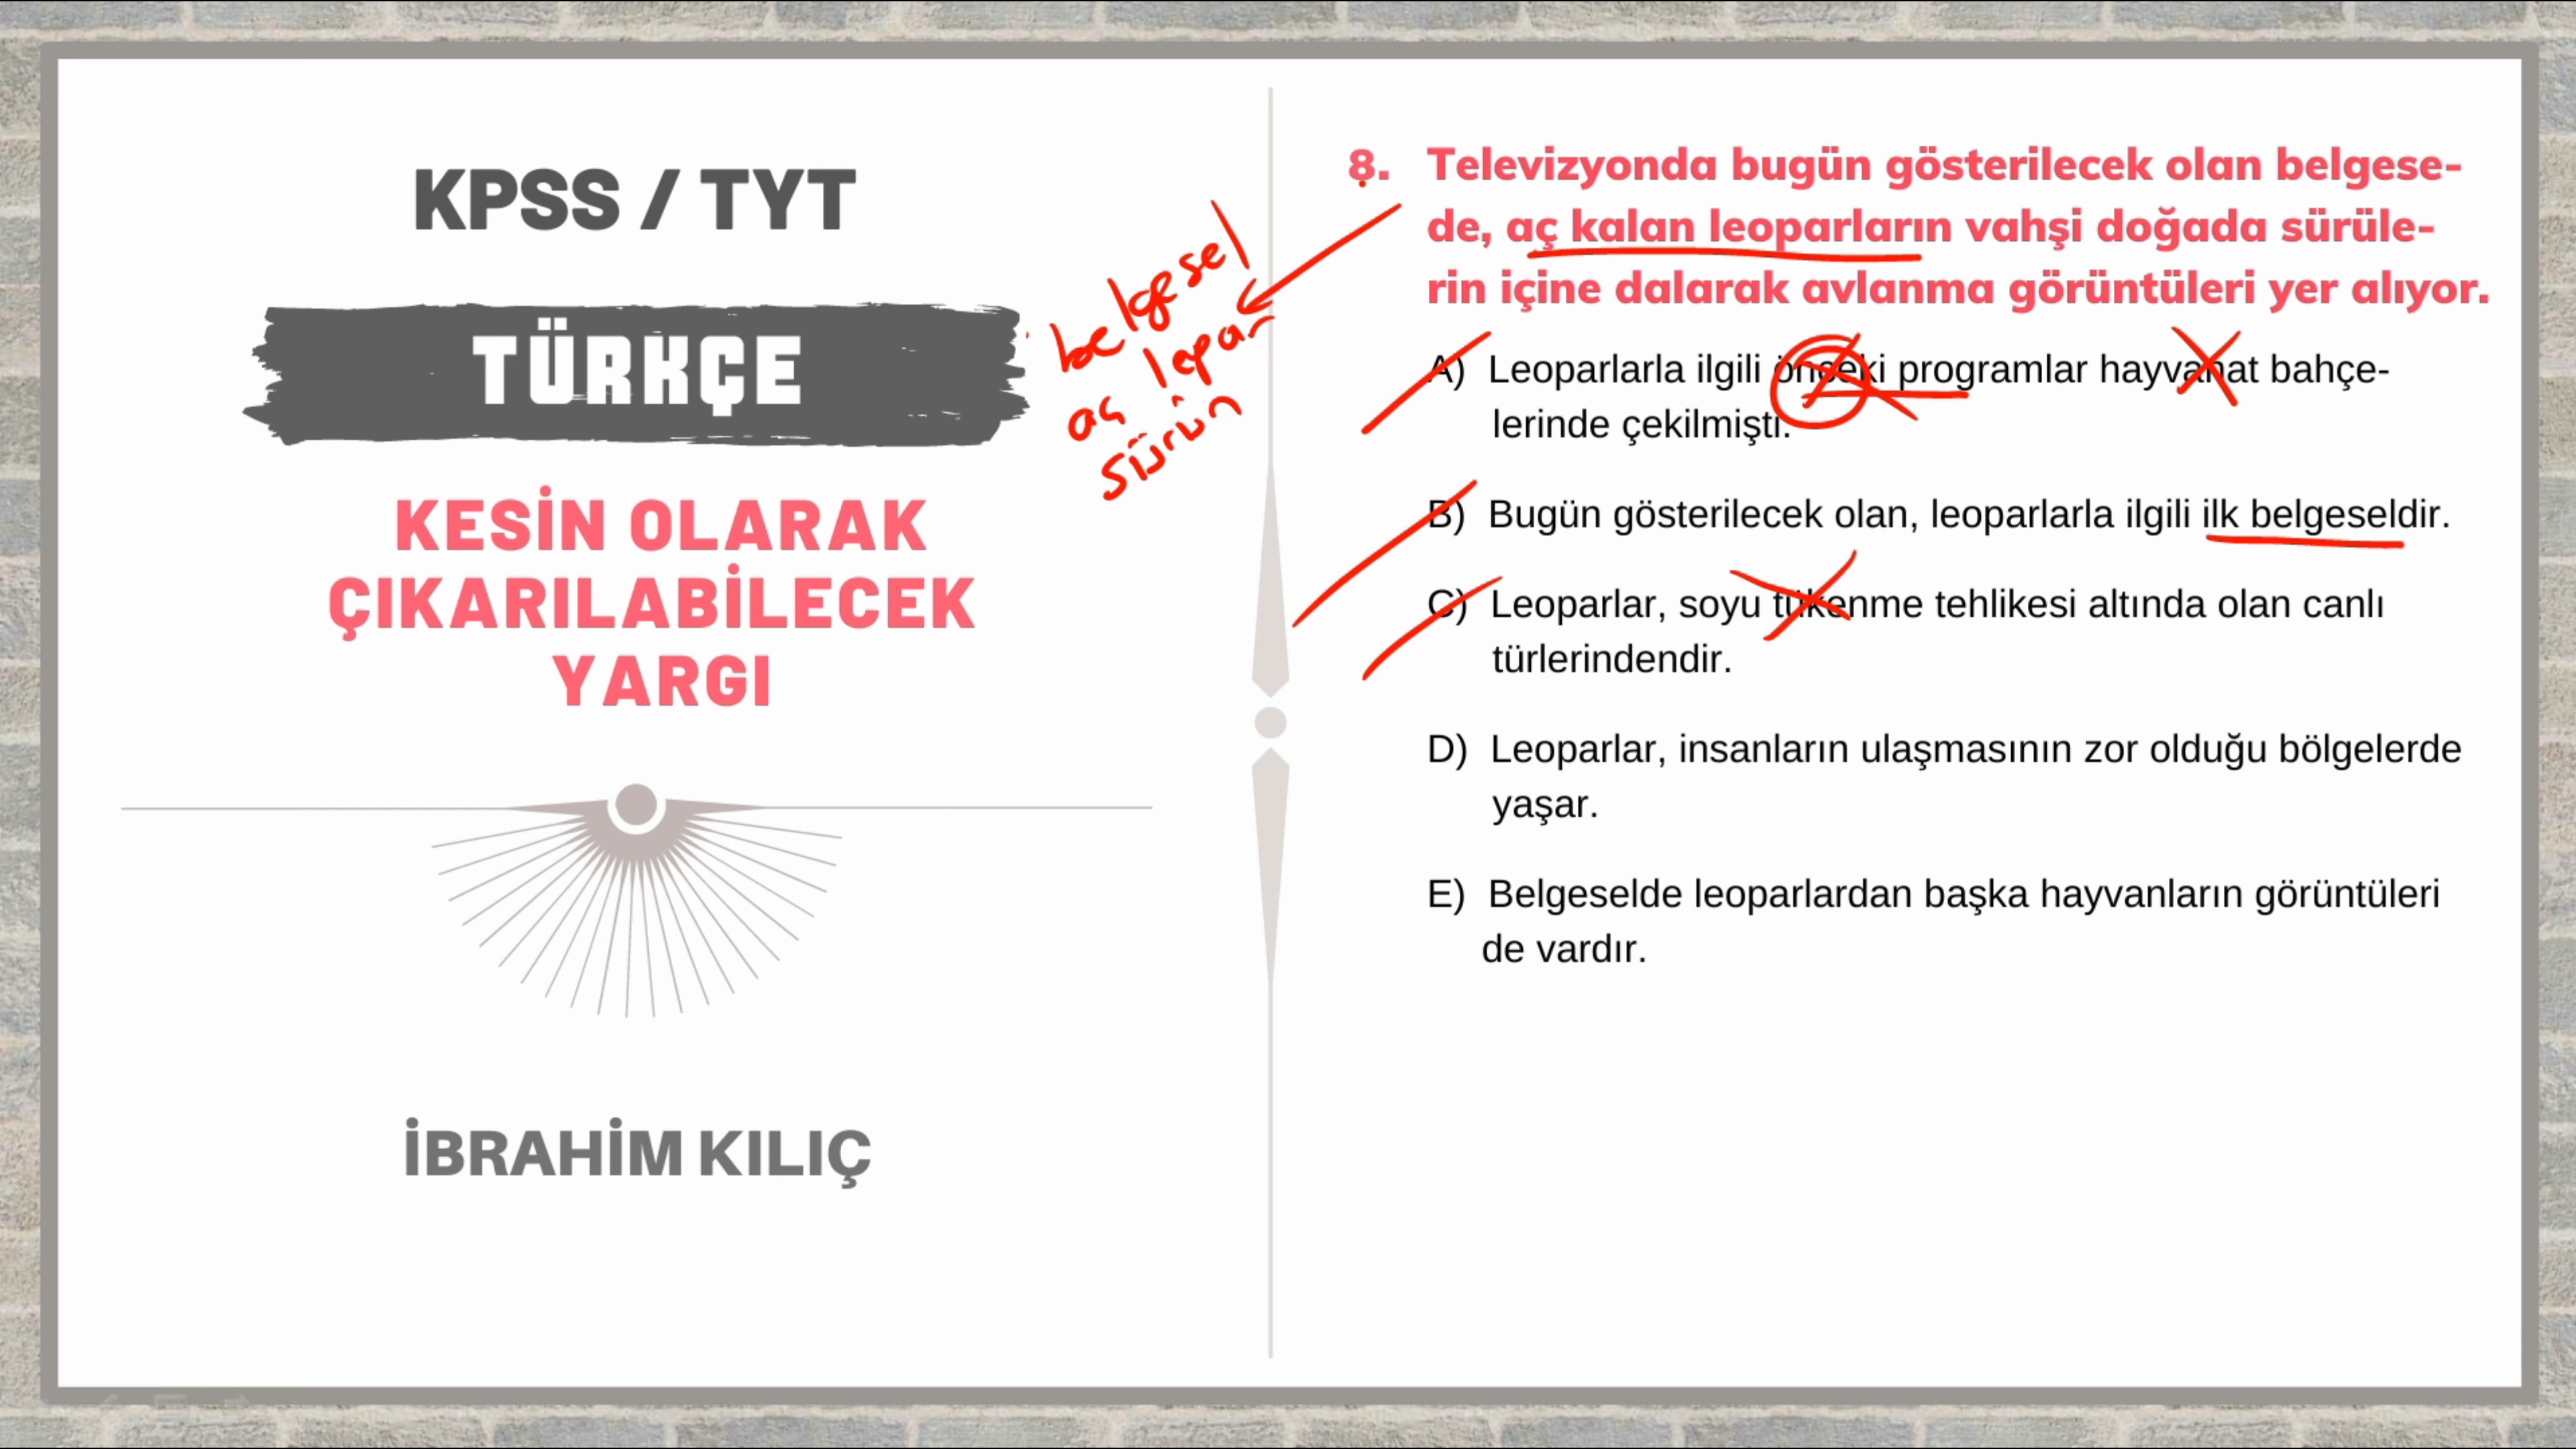 KPSS / TYT
TÜRKÇE
KESİN OLARAK
ÇIKARILABİLECEK
YARGI
İBRAHİM KILIÇ
belgesel
lepar
aç
sürün
8. Televizyonda bugün gösterilecek olan belgese-
de, aç kalan leoparların vahşi doğada sürüle-
rin içine dalarak avlanma görüntüleri yer alıyor.
A) Leoparlarla ilgili önceki programlar hayvanat bahçe-
lerinde çekilmişti.
B) Bugün gösterilecek olan, leoparlarla ilgili ilk belgeseldir.
C) Leoparlar, soyu tükenme tehlikesi altında olan canlı
türlerindendir.
D) Leoparlar, insanların ulaşmasının zor olduğu bölgelerde
yaşar.
E) Belgeselde leoparlardan başka hayvanların görüntüleri
de vardır.